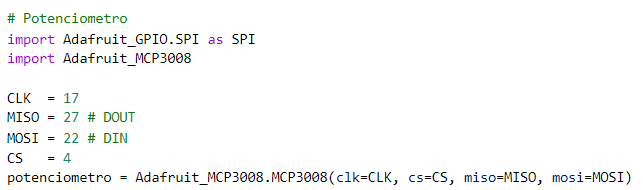 # Potenciometro
import Adafruit_GPIO.SPI as SPI
import Adafruit_MCP3008
CLK  = 17
MISO = 27 # DOUT
MOSI = 22 # DIN
CS   = 4
potenciometro = Adafruit_MCP3008.MCP3008(clk=CLK, cs=CS, miso=MISO, mosi=MOSI)